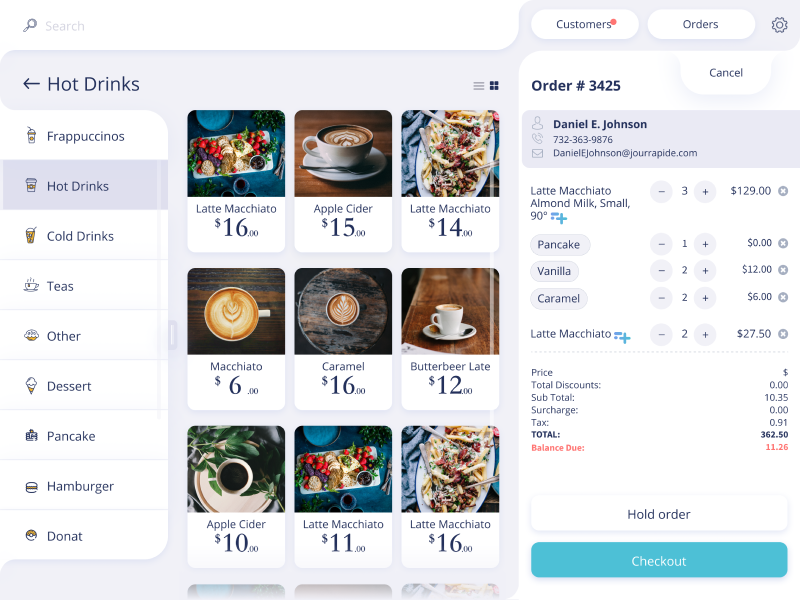 Search
Customers
Orders
← Hot Drinks
Cancel
Order # 3425
Frappuccinos
Hot Drinks
Cold Drinks
Teas
Other
Dessert
Pancake
Hamburger
Donat
Latte Macchiato
$16.00
Apple Cider
$15.00
Latte Macchiato
$14.00
Macchiato
$ 6 .00
Caramel
$16.00
Butterbeer Late
$12.00
Apple Cider
$10.00
Latte Macchiato
$11.00
Latte Macchiato
$16.00
Daniel E. Johnson
732-363-9876
DanielEJohnson@jourrapide.com
Latte Macchiato − 3 + $129.00
Almond Milk, Small,
90°
Pancake − 1 + $0.00
Vanilla − 2 + $12.00
Caramel − 2 + $6.00
Latte Macchiato − 2 + $27.50
Price $
Total Discounts: 0.00
Sub Total: 10.35
Surcharge: 0.00
Tax: 0.91
TOTAL: 362.50
Balance Due: 11.26
Hold order
Checkout